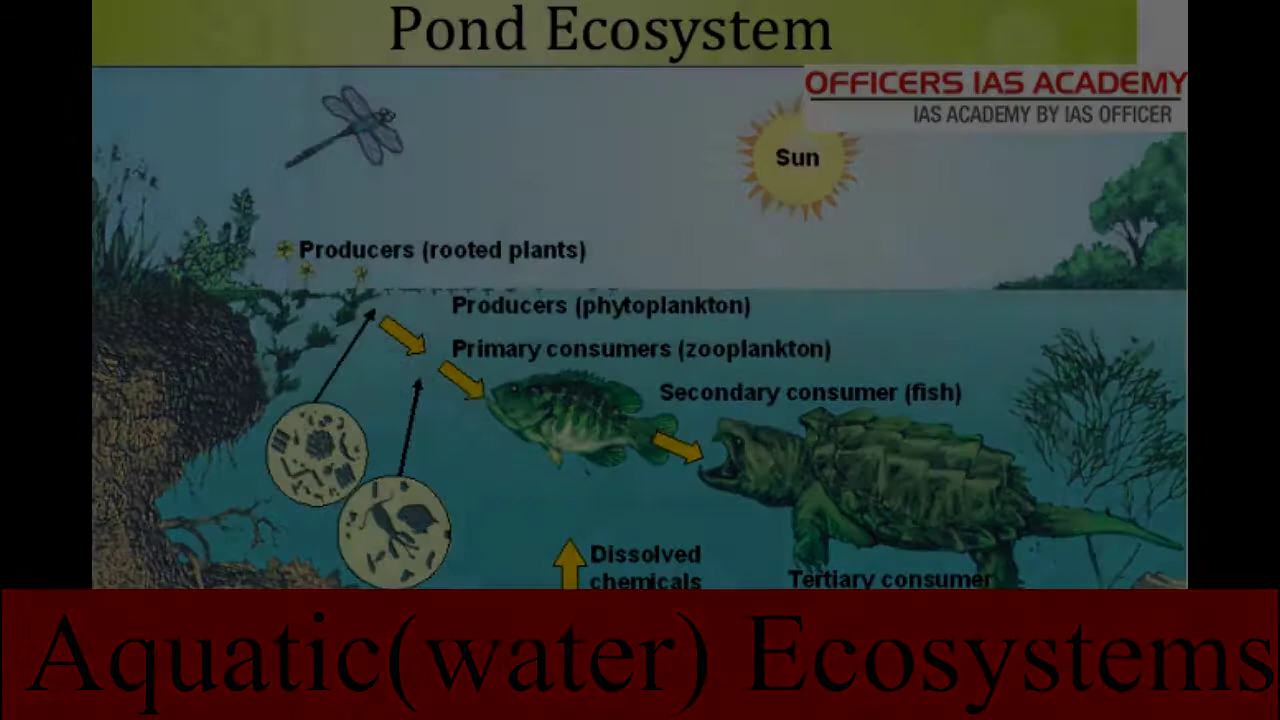 Pond Ecosystem
OFFICERS IAS ACADEMY
IAS ACADEMY BY IAS OFFICER
Sun
Producers (rooted plants)
Producers (phytoplankton)
Primary consumers (zooplankton)
Secondary consumer (fish)
Dissolved
chemicals
Tertiary consumer
Aquatic(water) Ecosystems